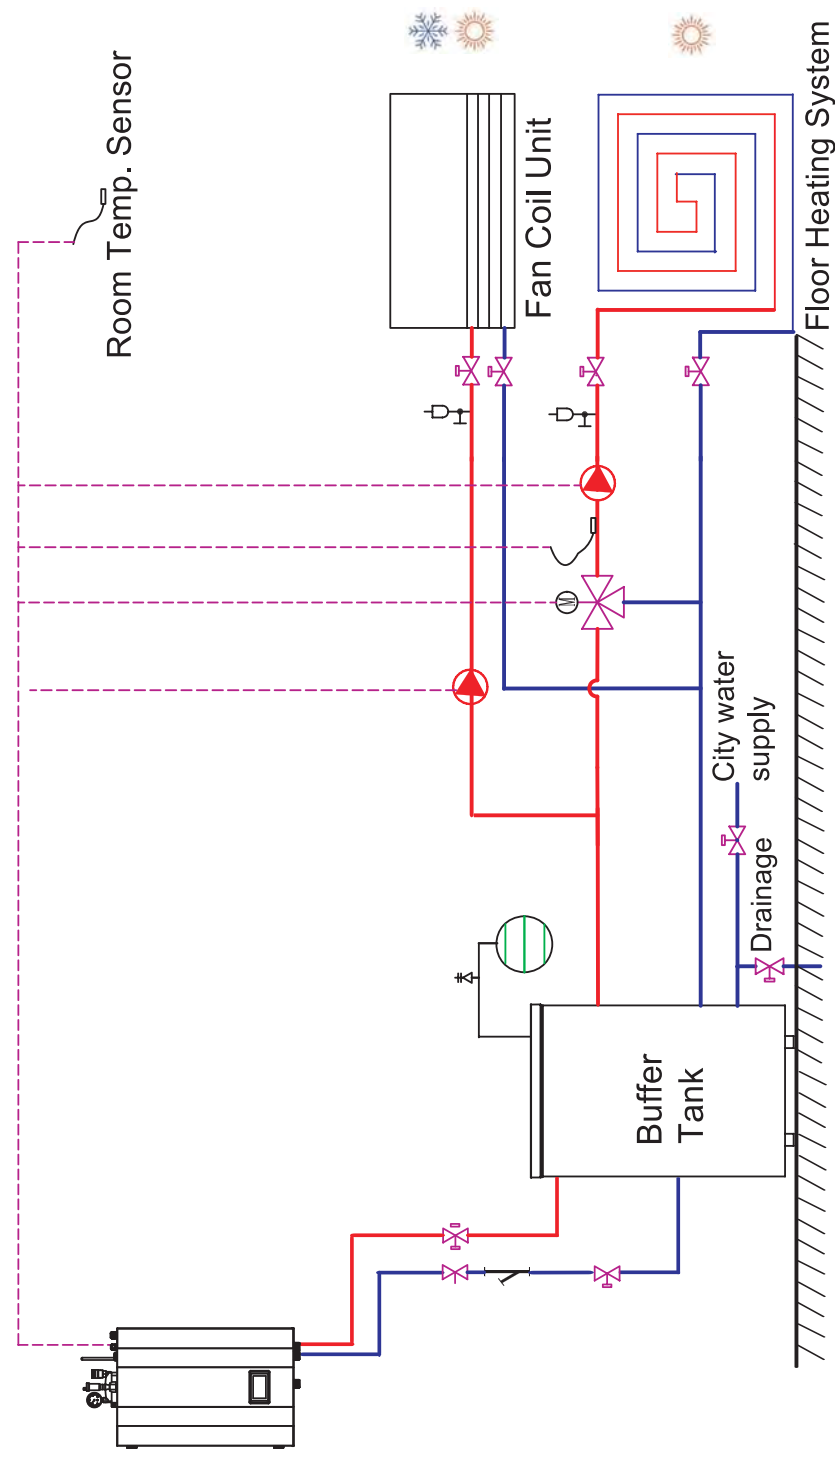 Room Temp. Sensor
Fan Coil Unit
Floor Heating System
City water
supply
Drainage
Buffer
Tank
M